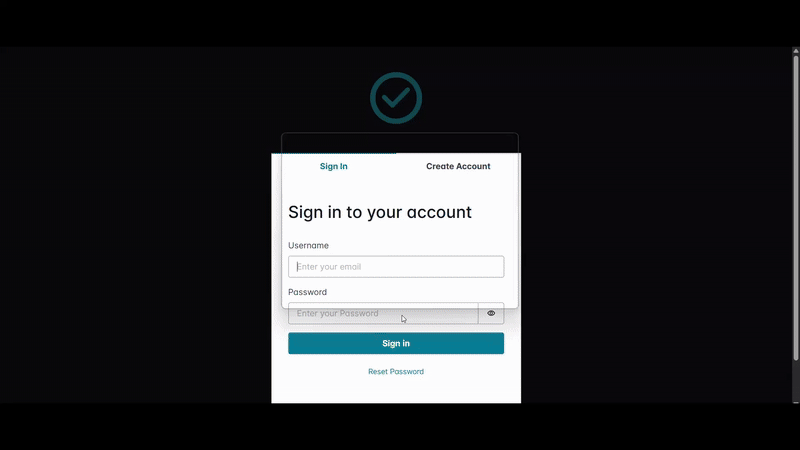 Sign In Create Account
Sign in to your account
Username
Enter your email
Password
Enter your Password
Sign in
Reset Password